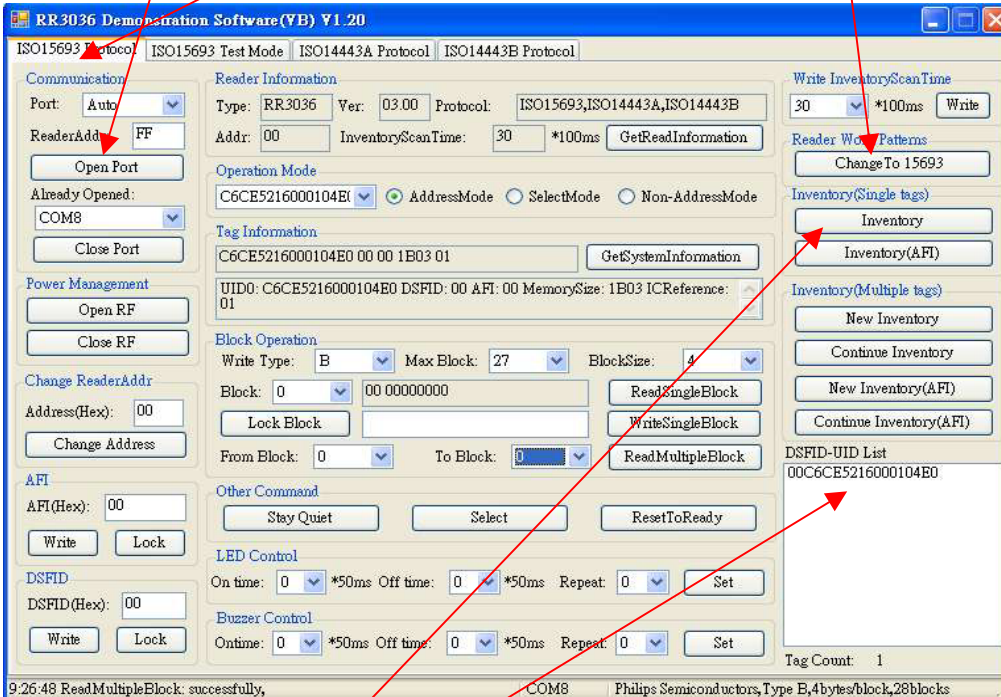 RR3036 Demonstration Software(VB) V1.20
ISO15693 Protocol ISO15693 Test Mode ISO14443A Protocol ISO14443B Protocol
Communication
Port: Auto
ReaderAddr: FF
Open Port
Already Opened:
COM8
Close Port
Power Management
Open RF
Close RF
Change ReaderAddr
Address(Hex): 00
Change Address
AFI
AFI(Hex): 00
Write Lock
DSFID
DSFID(Hex): 00
Write Lock
Reader Information
Type: RR3036 Ver: 03.00 Protocol: ISO15693,ISO14443A,ISO14443B
Addr: 00 InventoryScanTime: 30 *100ms GetReadInformation
Operation Mode
C6CE5216000104E( AddressMode SelectMode Non-AddressMode
Tag Information
C6CE5216000104E0 00 00 1B03 01 GetSystemInformation
UID0: C6CE5216000104E0 DSFID: 00 AFI: 00 MemorySize: 1B03 ICReference:
01
Block Operation
Write Type: B Max Block: 27 BlockSize: 4
Block: 0 00 00000000 ReadSingleBlock
Lock Block WriteSingleBlock
From Block: 0 To Block: 0 ReadMultipleBlock
Other Command
Stay Quiet Select ResetToReady
LED Control
On time: 0 *50ms Off time: 0 *50ms Repeat: 0 Set
Buzzer Control
Ontime: 0 *50ms Off time: 0 *50ms Repeat: 0 Set
Write InventoryScanTime
30 *100ms Write
Reader Work Patterns
ChangeTo 15693
Inventory(Single tags)
Inventory
Inventory(AFI)
Inventory(Multiple tags)
New Inventory
Continue Inventory
New Inventory(AFI)
Continue Inventory(AFI)
DSFID-UID List
00C6CE5216000104E0
Tag Count: 1
9:26:48 ReadMultipleBlock: successfully, COM8 Philips Semiconductors,Type B,4bytes/block,28blocks